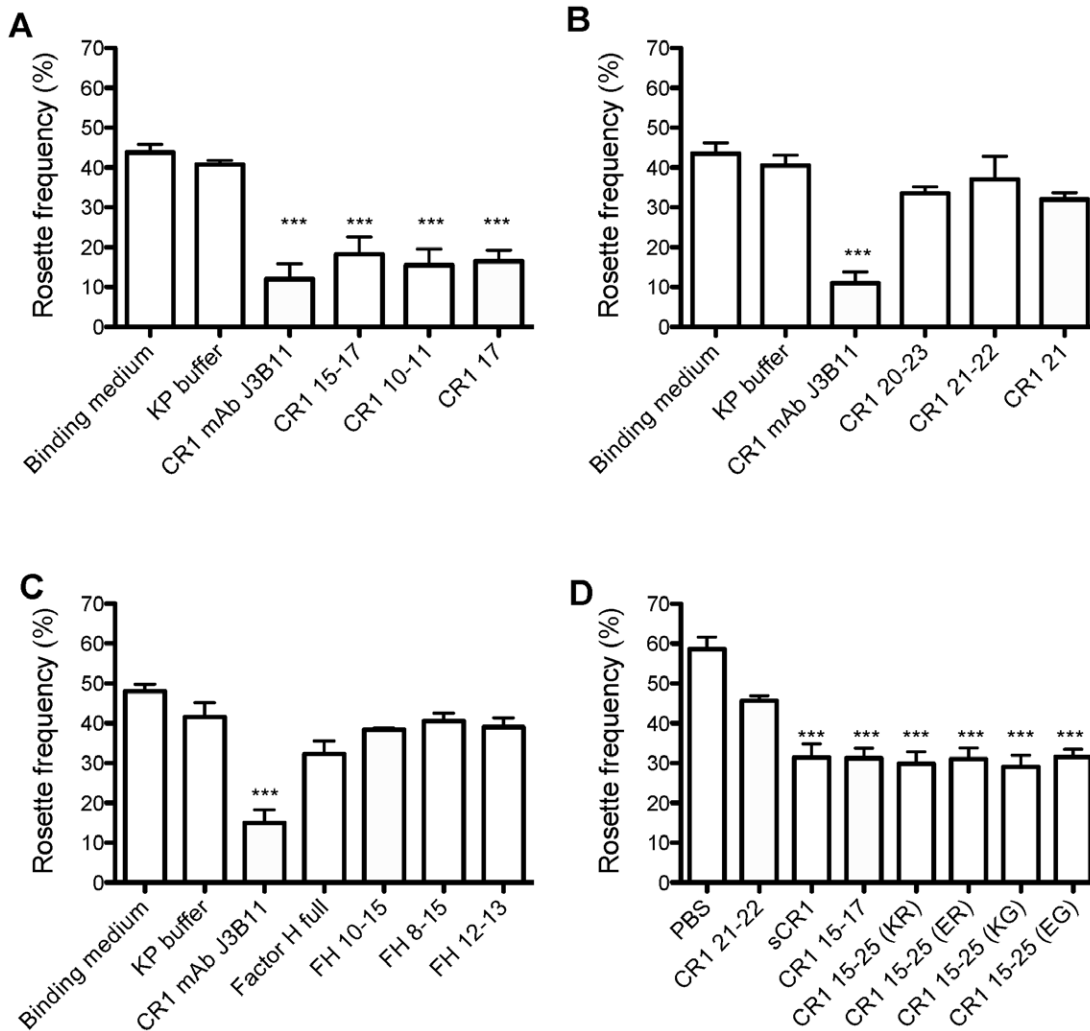 A
Rosette frequency (%)
70
60
50
40
30
20
10
0
*** *** *** ***
Binding medium
KP buffer
CR1 mAb J3B11
CR1 15-17
CR1 10-11
CR1 17
B
Rosette frequency (%)
70
60
50
40
30
20
10
0
***
Binding medium
KP buffer
CR1 mAb J3B11
CR1 20-23
CR1 21-22
CR1 21
C
Rosette frequency (%)
70
60
50
40
30
20
10
0
***
Binding medium
KP buffer
CR1 mAb J3B11
Factor H full
FH 10-15
FH 8-15
FH 12-13
D
Rosette frequency (%)
70
60
50
40
30
20
10
0
*** *** *** *** *** ***
PBS
CR1 21-22
sCR1
CR1 15-17
CR1 15-25 (KR)
CR1 15-25 (ER)
CR1 15-25 (KG)
CR1 15-25 (EG)